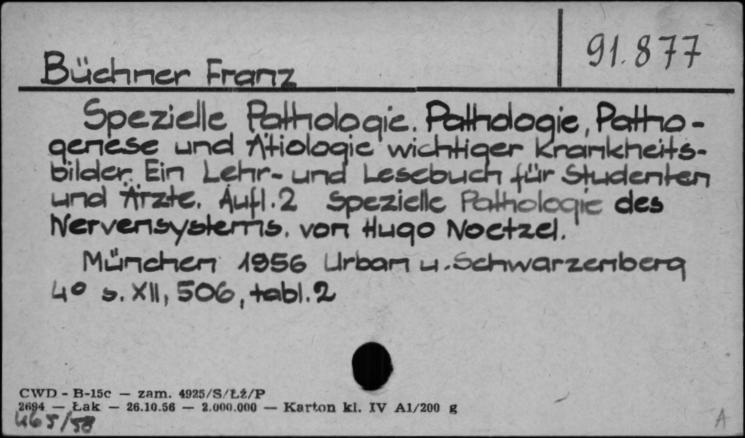 91.877
Büchner Franz
Spezielle Pathologie. Pathologie, Patho-
genese und Ätiologie wichtiger Krankheits-
bilder. Ein Lehr- und Lesebuch für Studenten
und Ärzte. Aufl. 2 Spezielle Pathologie des
Nervensystems. von Hugo Noetzel.
München 1956 Urban u. Schwarzenberg
4° s. XII, 506, tabl. 2
CWD - B-15c — zam. 4925/S/Łż/P
2694 — Łak — 26.10.56 — 2.000.000 — Karton kl. IV A1/200 g
465/58
A